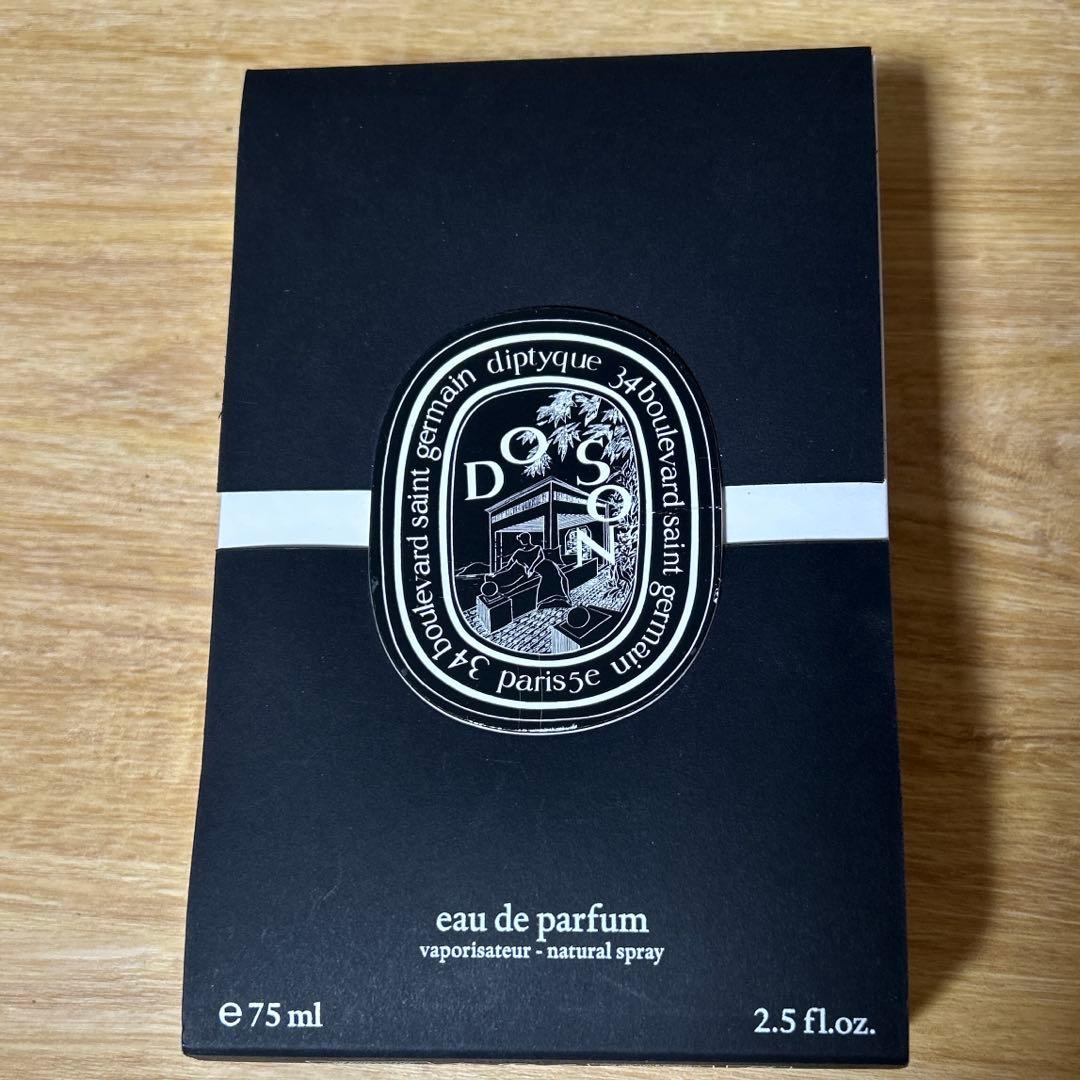 diptyque 34 boulevard saint germain paris5e 34 boulevard saint germain
DO SON
eau de parfum
vaporisateur - natural spray
e 75 ml
2.5 fl.oz.